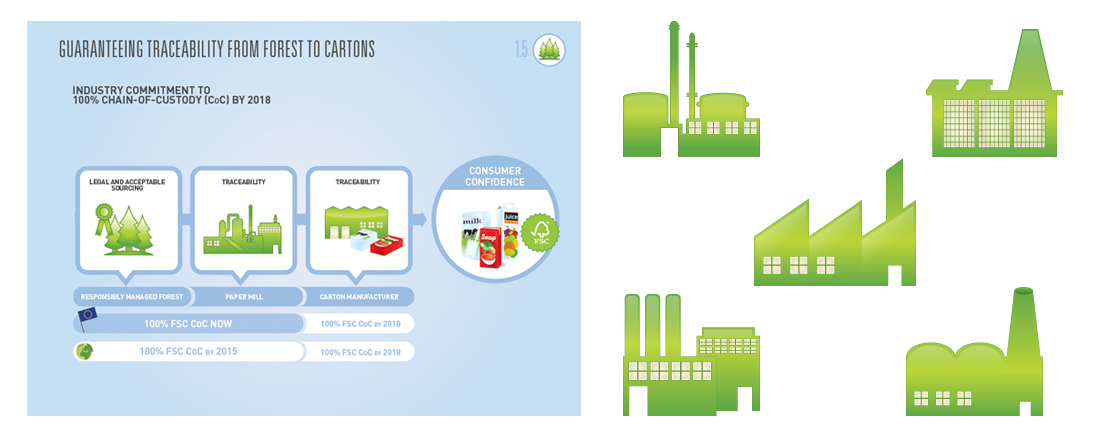 GUARANTEEING TRACEABILITY FROM FOREST TO CARTONS
1.5
INDUSTRY COMMITMENT TO
100% CHAIN-OF-CUSTODY (CoC) BY 2018
LEGAL AND ACCEPTABLE
SOURCING
TRACEABILITY
TRACEABILITY
CONSUMER
CONFIDENCE
milk
juice
Soup
FSC
RESPONSIBLY MANAGED FOREST
PAPER MILL
CARTON MANUFACTURER
100% FSC CoC NOW
100% FSC CoC BY 2018
100% FSC CoC BY 2015
100% FSC CoC BY 2018